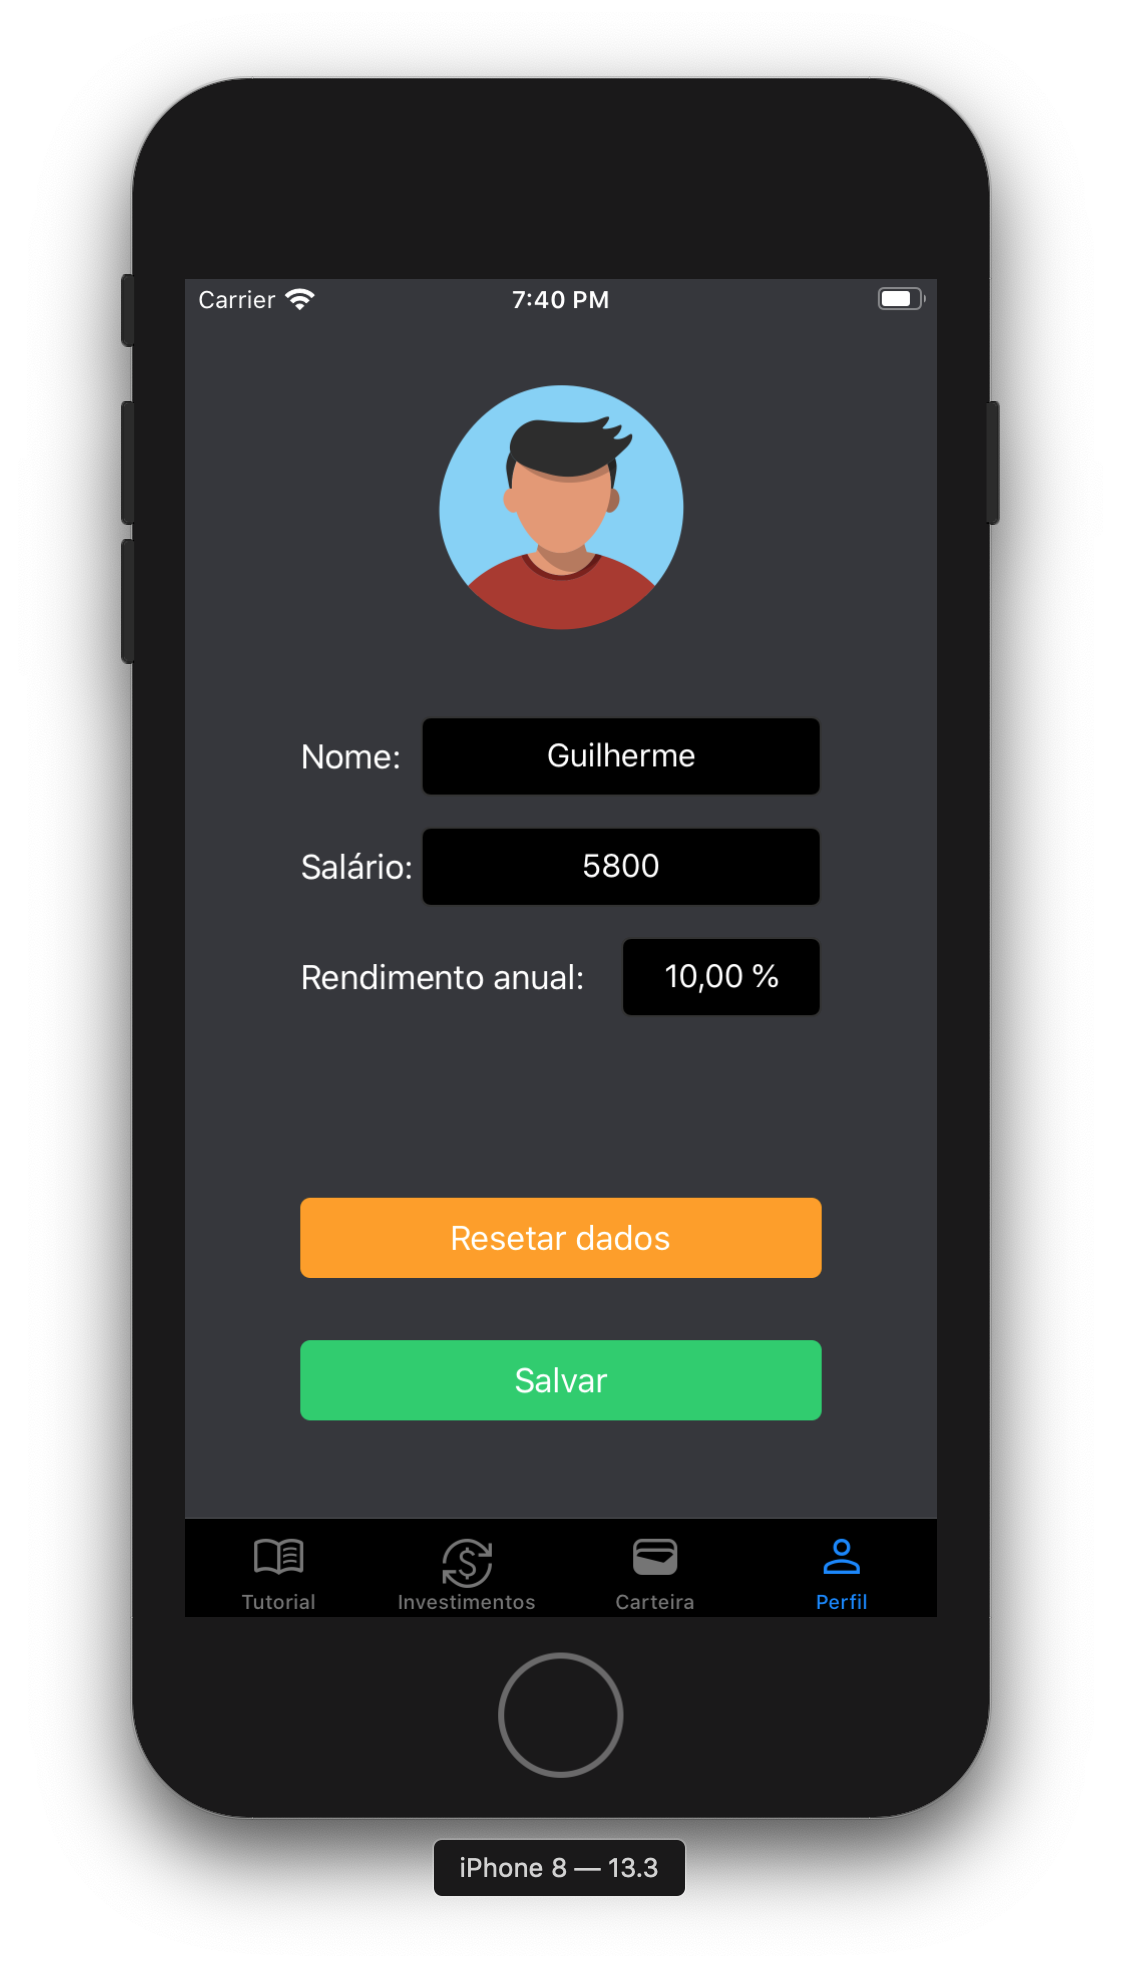 Carrier 7:40 PM
Nome: Guilherme
Salário: 5800
Rendimento anual: 10,00 %
Resetar dados
Salvar
Tutorial Investimentos Carteira Perfil
iPhone 8 — 13.3